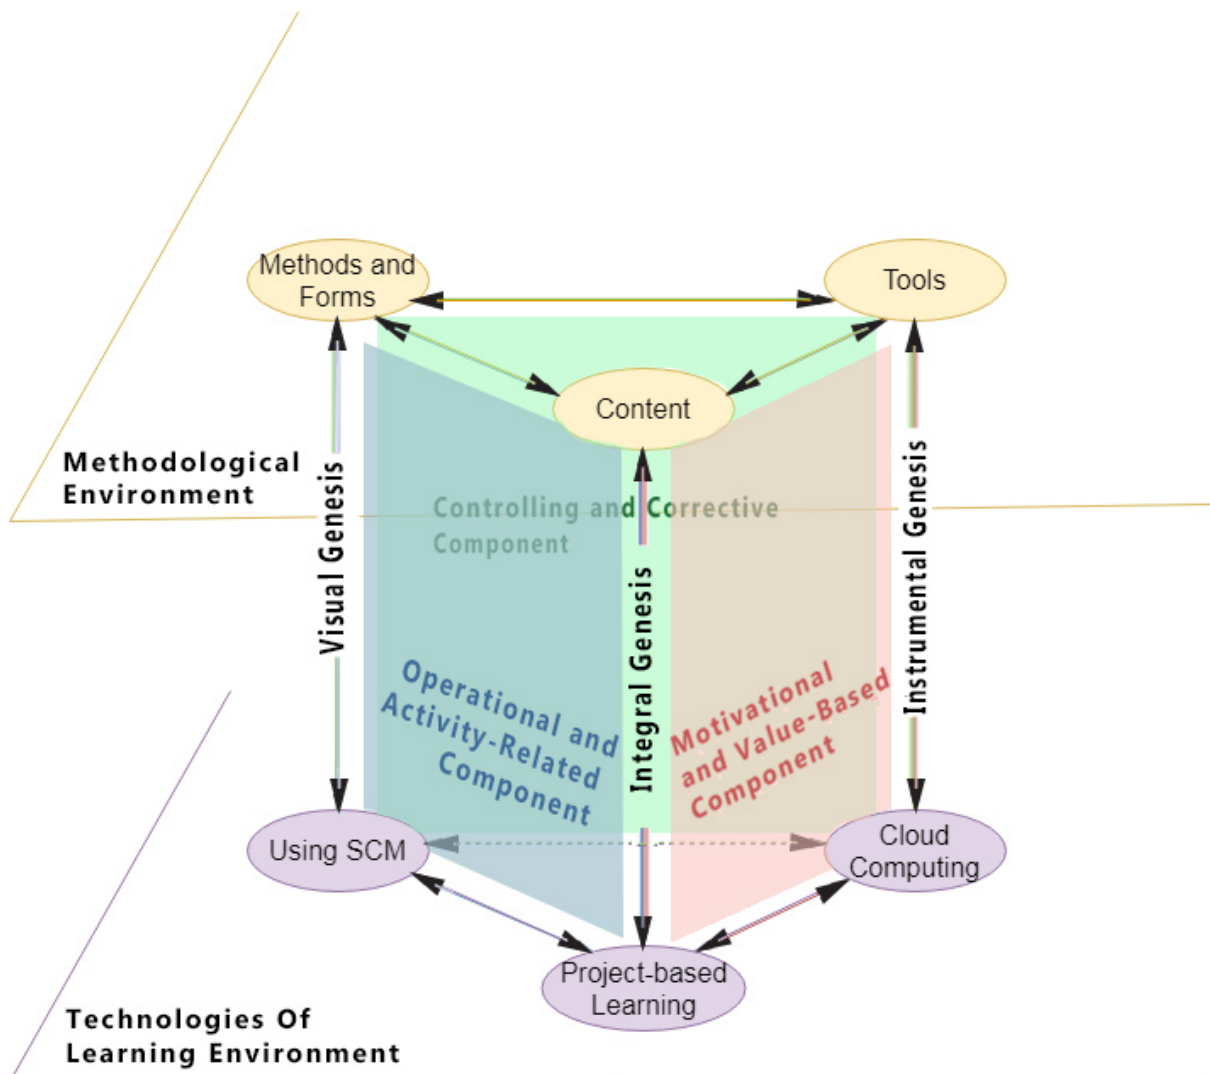 Methods and
Forms
Tools
Content
Methodological
Environment
Controlling and Corrective
Component
Visual Genesis
Integral Genesis
Instrumental Genesis
Operational and
Activity-Related
Component
Motivational
and Value-Based
Component
Using SCM
Cloud
Computing
Project-based
Learning
Technologies Of
Learning Environment